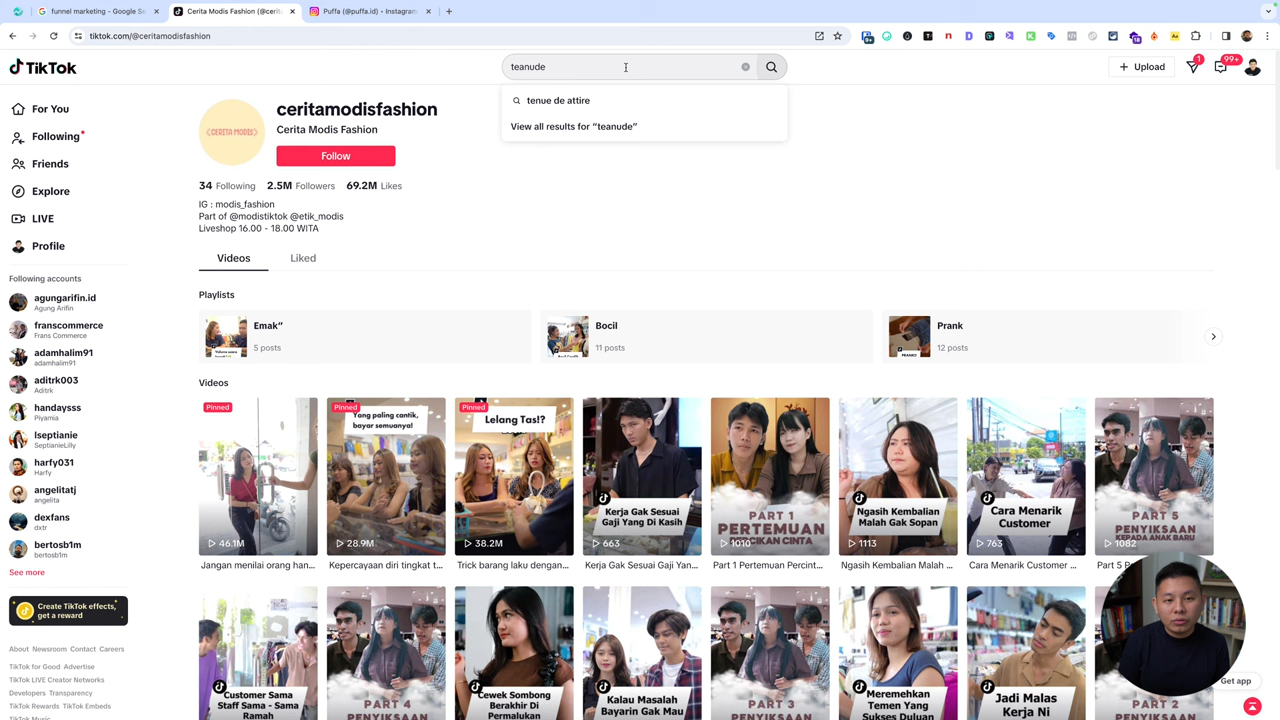 funnel marketing - Google Se
Cerita Modis Fashion (@cerit
Puffa (@puffa.id) - Instagram
tiktok.com/@ceritamodisfashion
TikTok
teanude
Upload
1
99+
tenue de attire
View all results for “teanude”
For You
Following
Friends
Explore
LIVE
Profile
Following accounts
agungarifin.id
Agung Arifin
franscommerce
Frans Commerce
adamhalim91
adamhalim91
aditrk003
Aditrk
handaysss
Piyamia
lseptianie
SeptianieLilly
harfy031
Harfy
angelitatj
angelita
dexfans
dxtr
bertosb1m
bertosb1m
See more
Create TikTok effects,
get a reward
About Newsroom Contact Careers
TikTok for Good Advertise
TikTok LIVE Creator Networks
Developers Transparency
TikTok Rewards TikTok Embeds
<CERITA MODIS>
ceritamodisfashion
Cerita Modis Fashion
Follow
34 Following 2.5M Followers 69.2M Likes
IG : modis_fashion
Part of @modistiktok @etik_modis
Liveshop 16.00 - 18.00 WITA
Videos Liked
Playlists
Emak”
5 posts
Bocil
11 posts
PRANK!
Prank
12 posts
Videos
Pinned
46.1M
Jangan menilai orang han...
Pinned
Yang paling cantik,
bayar semuanya!
28.9M
Kepercayaan diri tingkat t...
Pinned
Lelang Tas!?
38.2M
Trick barang laku dengan...
Kerja Gak Sesuai
Gaji Yang Di Kasih
663
Kerja Gak Sesuai Gaji Yan...
PART 1
PERTEMUAN
PERCIKAN CINTA
1010
Part 1 Pertemuan Percint...
Ngasih Kembalian
Malah Gak Sopan
1113
Ngasih Kembalian Malah ...
Cara Menarik
Customer
763
Cara Menarik Customer ...
PART 5
PENYIKSAAN
KEPADA ANAK BARU
1082
Part 5 P
Customer Sama
Staff Sama - Sama
Ramah
PART 4
PENYIKSAAN
Cewek Sombong
Berakhir Di
Permalukan
Kalau Masalah
Bayarin Gak Mau
PART 3
PENYIKSAAN
Meremehkan
Temen Yang
Sukses Duluan
Jadi Malas
Kerja Ni
PART 2
Get app